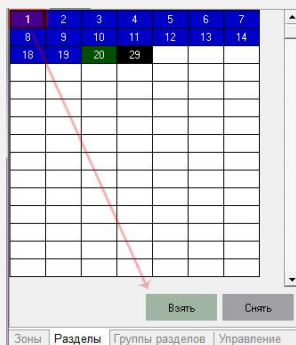 1 2 3 4 5 6 7
8 9 10 11 12 13 14
18 19 20 29
Взять Снять
Зоны Разделы Группы разделов Управление